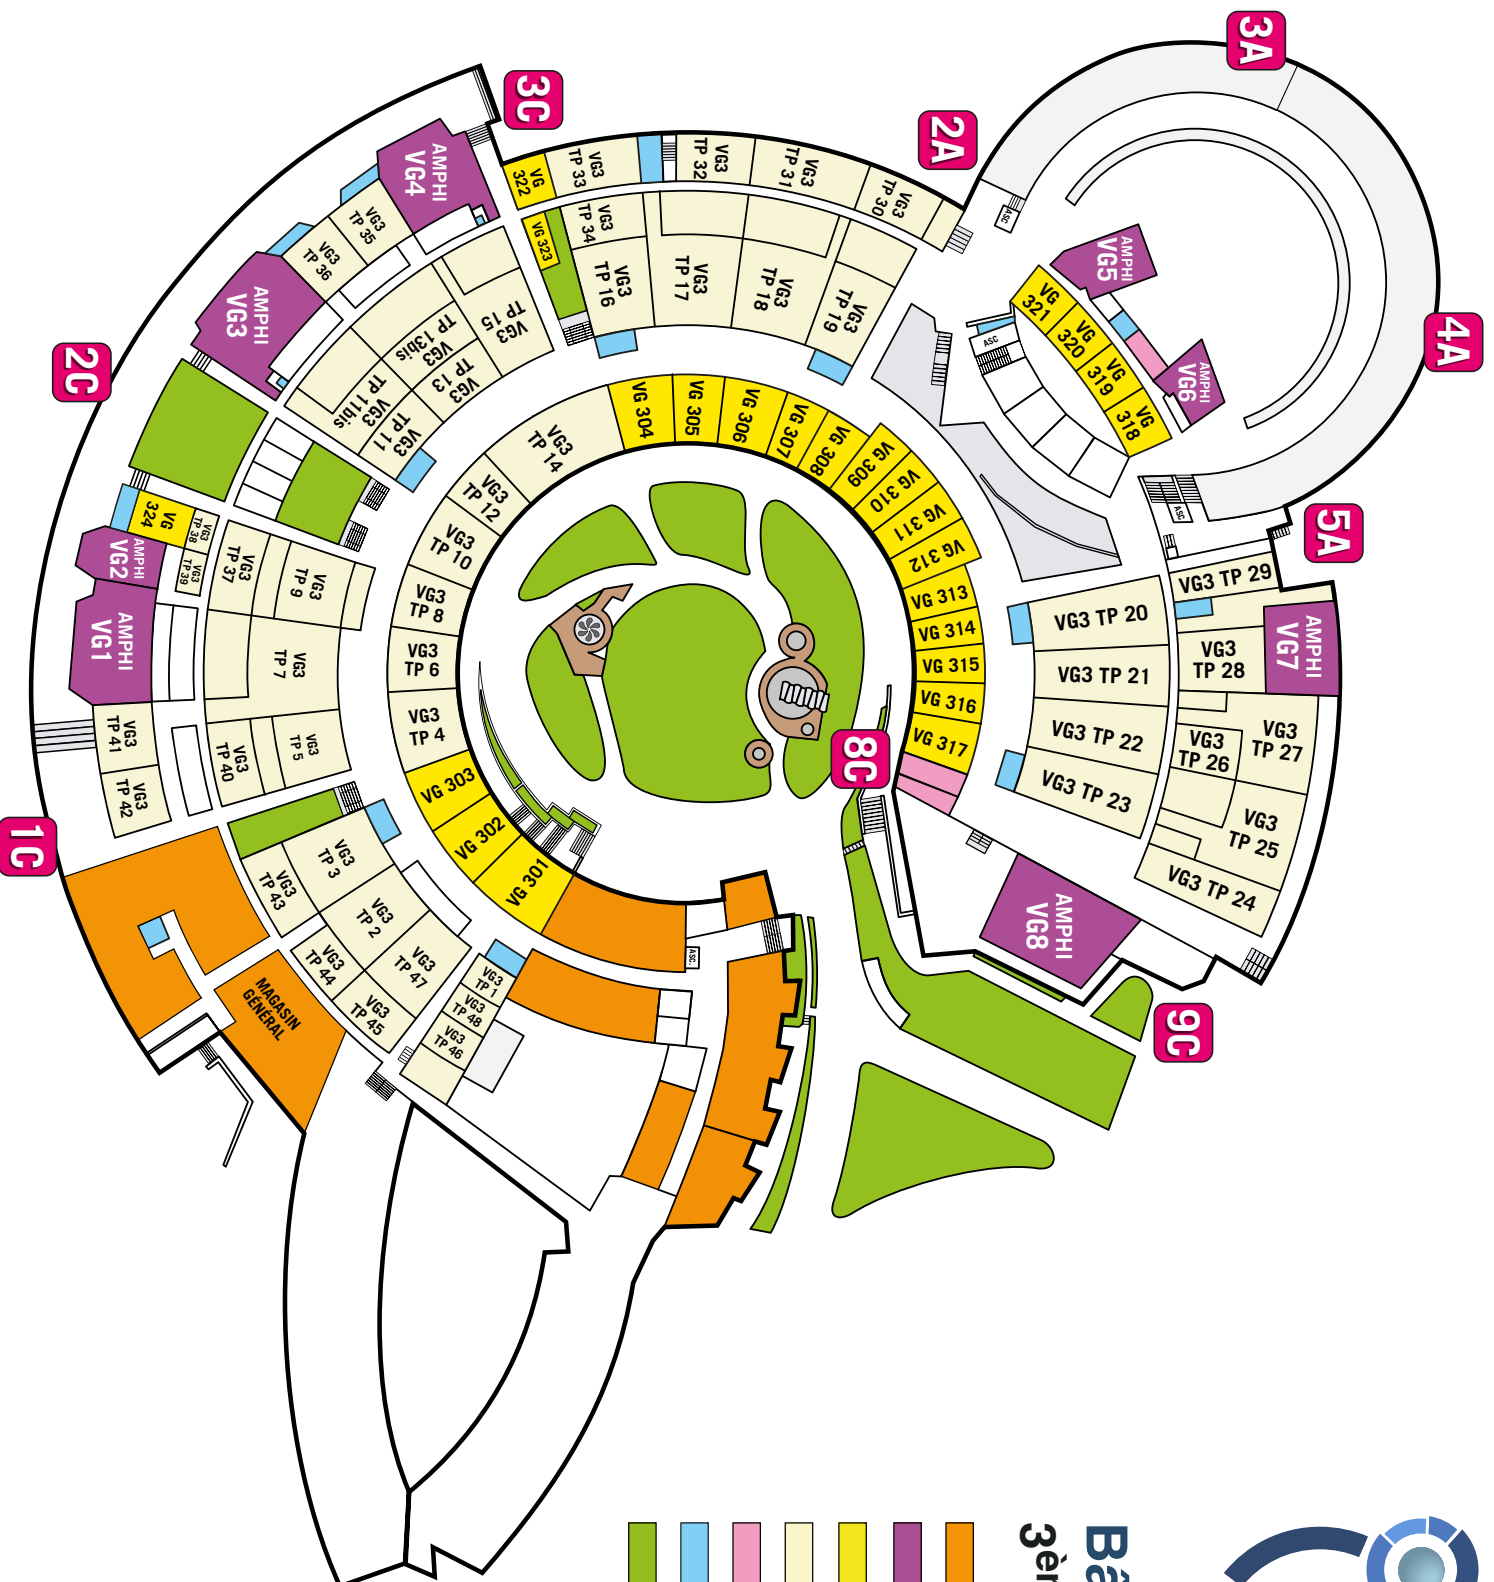 3A
3C
2A
4A
2C
5A
8C
1C
9C
AMPHI
VG4
VG
322
VG3
TP 33
VG3
TP 32
VG3
TP 31
VG3
TP 30
VG 323
VG3
TP 34
VG3
TP 16
VG3
TP 17
VG3
TP 18
VG3
TP 19
ASC
AMPHI
VG5
AMPHI
VG6
VG
321
VG
320
VG
319
VG
318
ASC
ASC
VG3
TP 35
VG3
TP 36
AMPHI
VG3
VG3
TP 15
VG3
TP 13bis
VG3
TP 13
VG3
TP 11bis
VG3
TP 11
VG3
TP 14
VG3
TP 12
VG3
TP 10
VG3
TP 8
VG3
TP 6
VG3
TP 4
VG 304
VG 305
VG 306
VG 307
VG 308
VG 309
VG 310
VG 311
VG 312
VG 313
VG 314
VG 315
VG 316
VG 317
VG 303
VG 302
VG 301
VG
324
VG3
TP 38
VG3
TP 39
AMPHI
VG2
AMPHI
VG1
VG3
TP 37
VG3
TP 9
VG3
TP 7
VG3
TP 5
VG3
TP 40
VG3
TP 41
VG3
TP 42
VG3 TP 29
AMPHI
VG7
VG3 TP 20
VG3 TP 21
VG3 TP 22
VG3 TP 23
VG3
TP 28
VG3
TP 27
VG3
TP 26
VG3
TP 25
VG3 TP 24
AMPHI
VG8
VG3
TP 3
VG3
TP 43
VG3
TP 2
VG3
TP 44
VG3
TP 47
VG3
TP 45
VG3
TP 1
VG3
TP 48
VG3
TP 46
ASC.
MAGASIN
GÉNÉRAL
Bâ
3èr